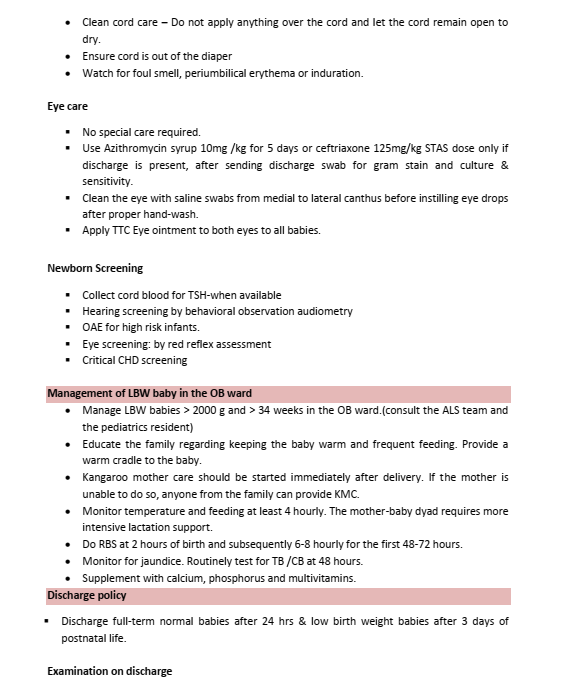 • Clean cord care – Do not apply anything over the cord and let the cord remain open to
dry.
• Ensure cord is out of the diaper
• Watch for foul smell, periumbilical erythema or induration.
Eye care
▪ No special care required.
▪ Use Azithromycin syrup 10mg /kg for 5 days or ceftriaxone 125mg/kg STAS dose only if
discharge is present, after sending discharge swab for gram stain and culture &
sensitivity.
▪ Clean the eye with saline swabs from medial to lateral canthus before instilling eye drops
after proper hand-wash.
▪ Apply TTC Eye ointment to both eyes to all babies.
Newborn Screening
▪ Collect cord blood for TSH-when available
▪ Hearing screening by behavioral observation audiometry
▪ OAE for high risk infants.
▪ Eye screening: by red reflex assessment
▪ Critical CHD screening
Management of LBW baby in the OB ward
• Manage LBW babies > 2000 g and > 34 weeks in the OB ward.(consult the ALS team and
the pediatrics resident)
• Educate the family regarding keeping the baby warm and frequent feeding. Provide a
warm cradle to the baby.
• Kangaroo mother care should be started immediately after delivery. If the mother is
unable to do so, anyone from the family can provide KMC.
• Monitor temperature and feeding at least 4 hourly. The mother-baby dyad requires more
intensive lactation support.
• Do RBS at 2 hours of birth and subsequently 6-8 hourly for the first 48-72 hours.
• Monitor for jaundice. Routinely test for TB /CB at 48 hours.
• Supplement with calcium, phosphorus and multivitamins.
Discharge policy
▪ Discharge full-term normal babies after 24 hrs & low birth weight babies after 3 days of
postnatal life.
Examination on discharge